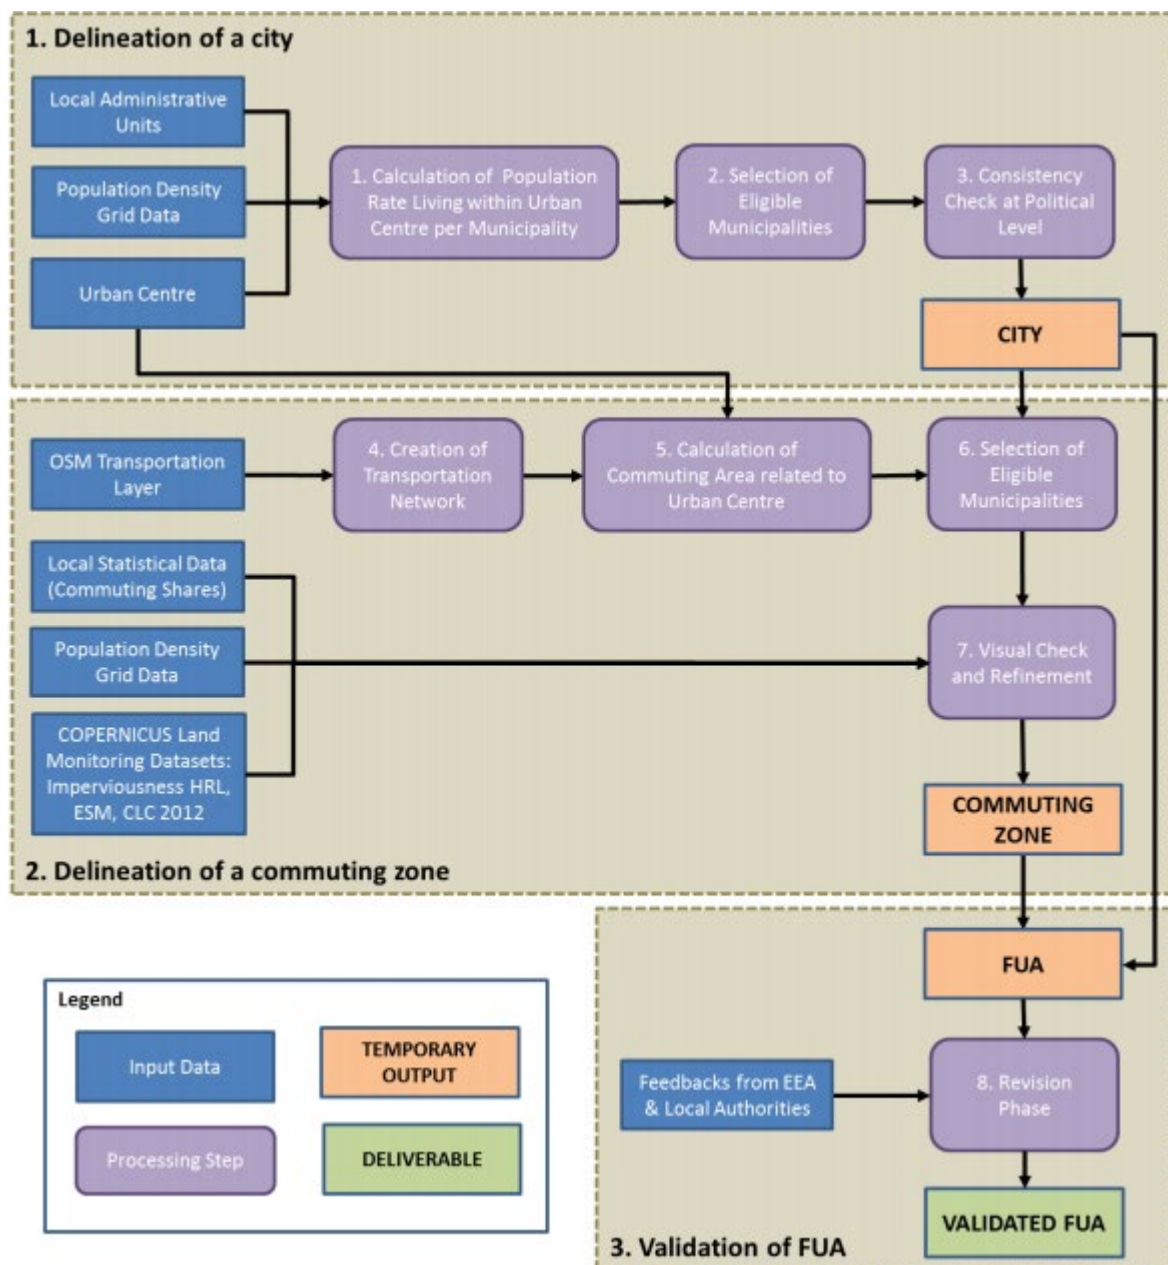 1. Delineation of a city
Local Administrative
Units
Population Density
Grid Data
Urban Centre
1. Calculation of Population
Rate Living within Urban
Centre per Municipality
2. Selection of
Eligible
Municipalities
3. Consistency
Check at Political
Level
CITY
OSM Transportation
Layer
4. Creation of
Transportation
Network
5. Calculation of
Commuting Area related to
Urban Centre
6. Selection of
Eligible
Municipalities
Local Statistical Data
(Commuting Shares)
Population Density
Grid Data
COPERNICUS Land
Monitoring Datasets:
Imperviousness HRL,
ESM, CLC 2012
7. Visual Check
and Refinement
COMMUTING
ZONE
2. Delineation of a commuting zone
FUA
Feedbacks from EEA
& Local Authorities
8. Revision
Phase
VALIDATED FUA
3. Validation of FUA
Legend
Input Data
TEMPORARY
OUTPUT
Processing Step
DELIVERABLE